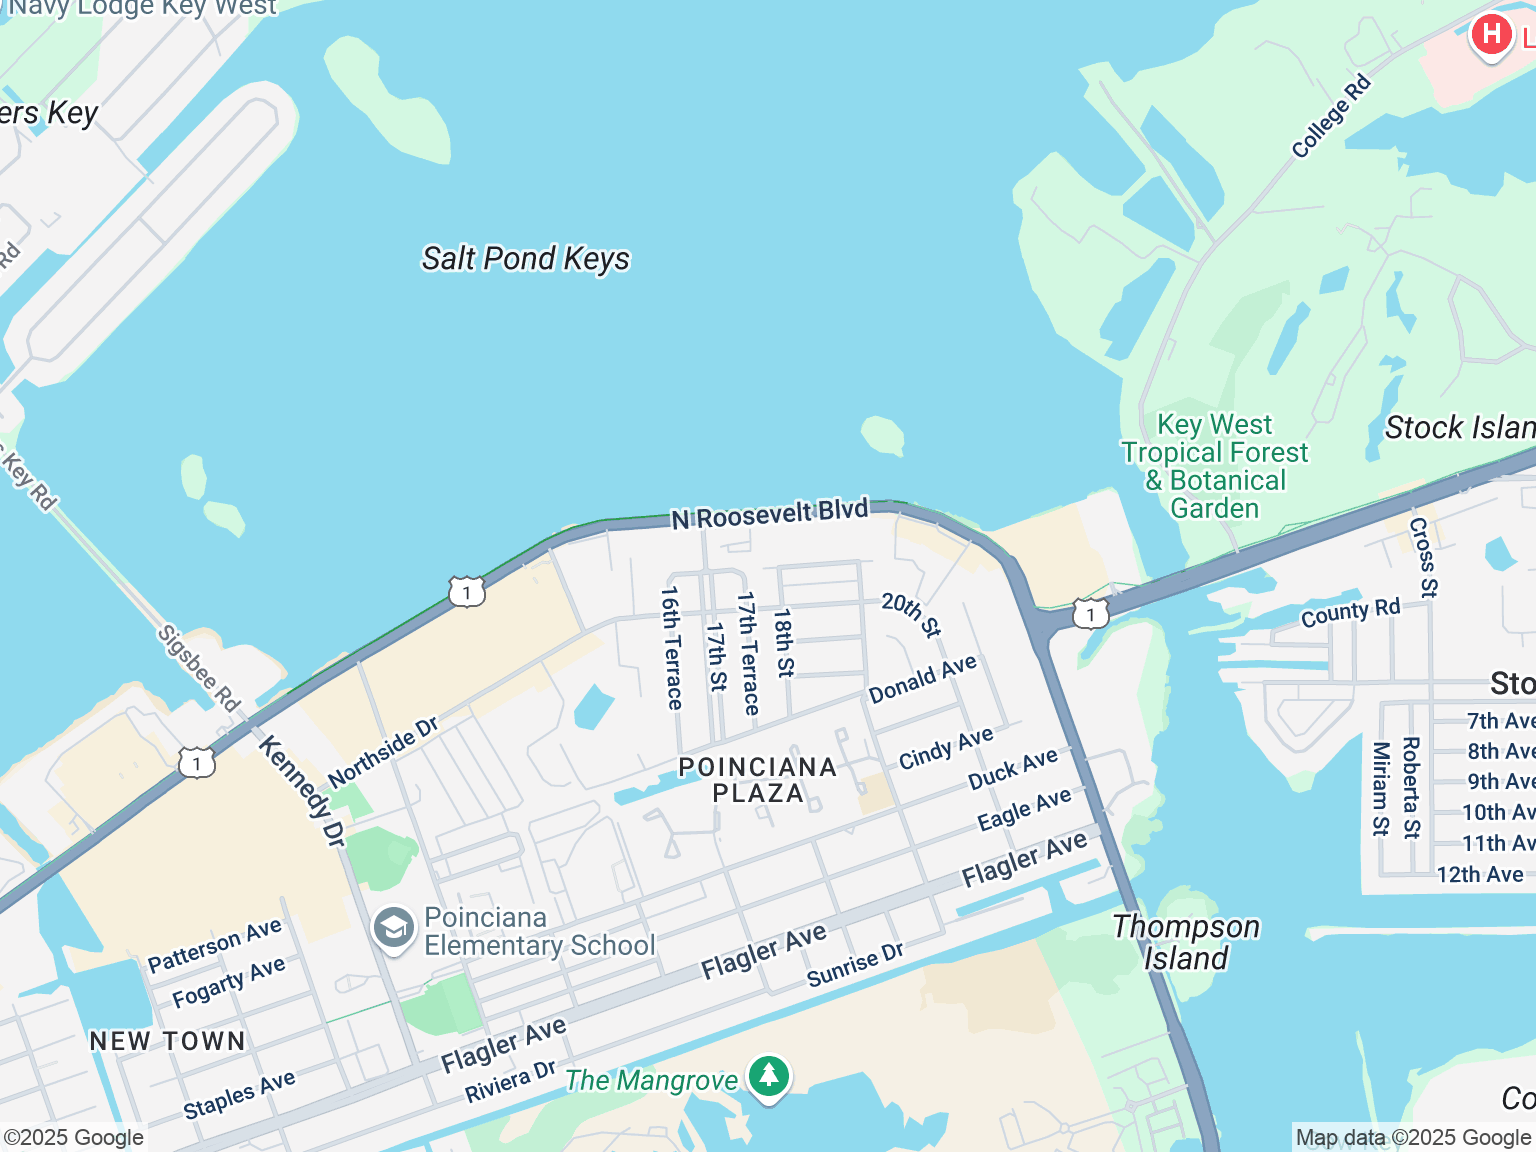 Navy Lodge Key West
ers Key
Rd
Salt Pond Keys
College Rd
H
L
Key West
Tropical Forest
& Botanical
Garden
Stock Islan
Key Rd
Sigsbee Rd
N Roosevelt Blvd
1
1
1
Cross St
County Rd
16th Terrace
17th St
17th Terrace
18th St
20th St
Donald Ave
Cindy Ave
Duck Ave
Eagle Ave
Flagler Ave
Sto
7th Ave
8th Ave
9th Ave
10th Av
11th Av
12th Ave
Miriam St
Roberta St
Kennedy Dr
Northside Dr
POINCIANA
PLAZA
Poinciana
Elementary School
Patterson Ave
Fogarty Ave
NEW TOWN
Staples Ave
Flagler Ave
Flagler Ave
Sunrise Dr
Riviera Dr
The Mangrove
Thompson
Island
Co
©2025 Google
Map data ©2025 Google